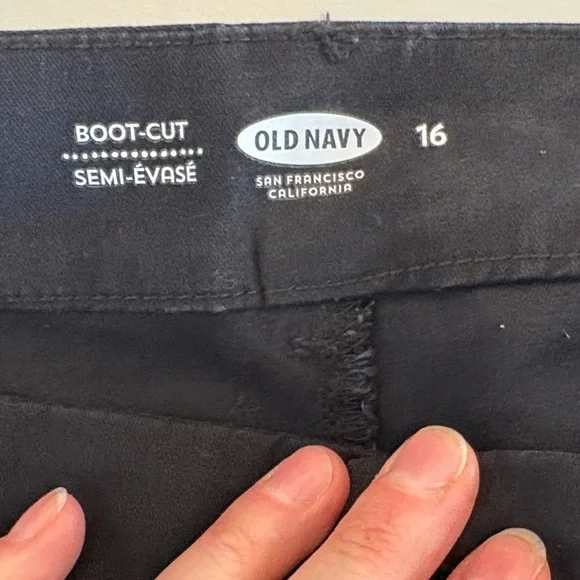 BOOT-CUT
SEMI-ÉVASÉ
OLD NAVY
SAN FRANCISCO
CALIFORNIA
16